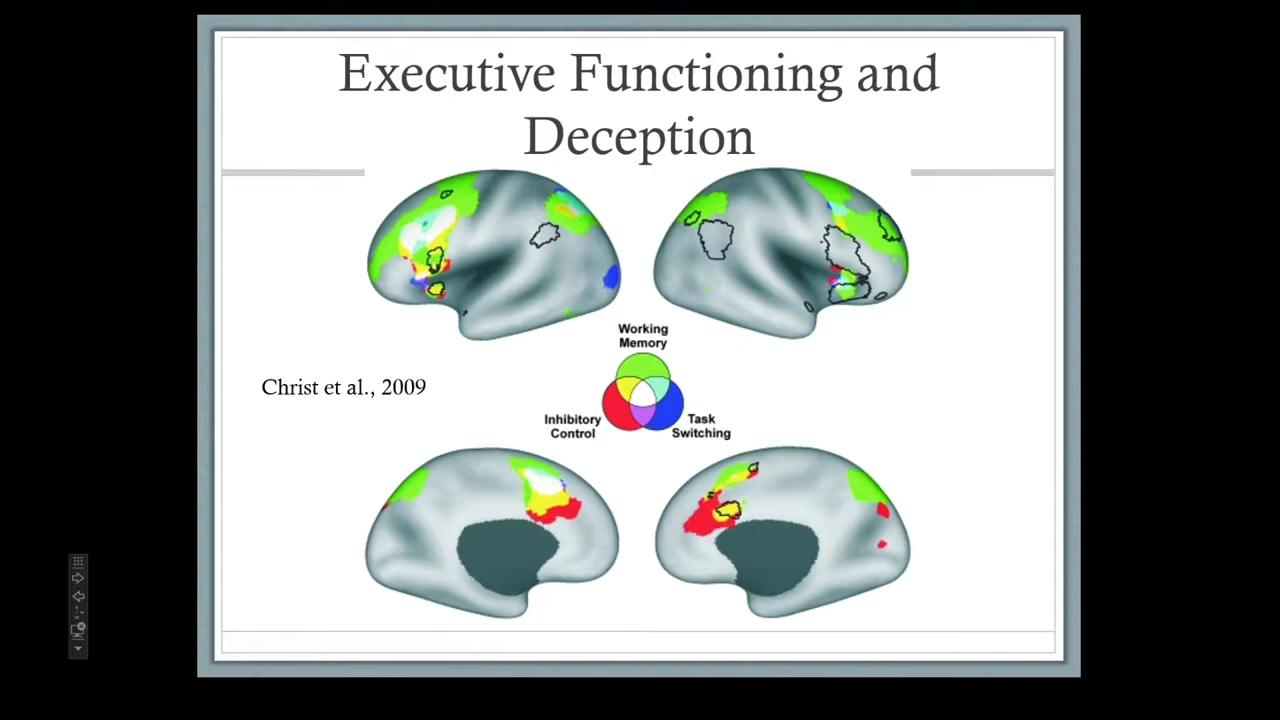 Executive Functioning and
Deception
Working
Memory
Christ et al., 2009
Inhibitory
Control
Task
Switching